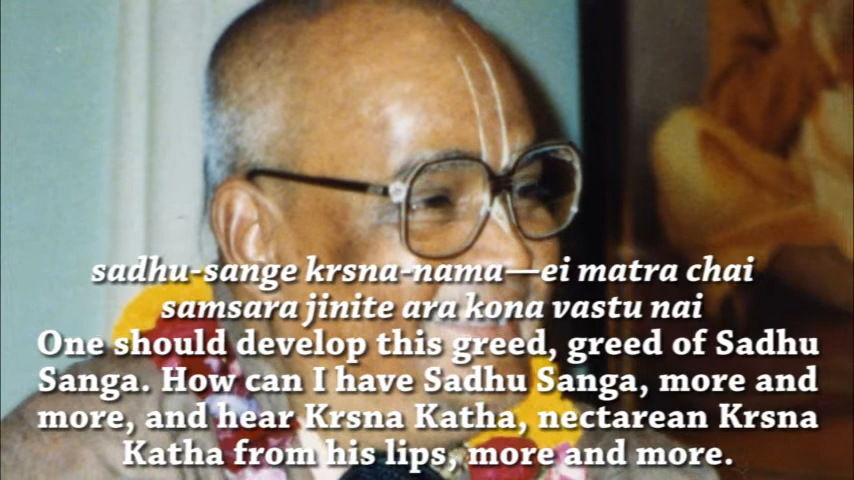 sadhu-sange krsna-nama—ei matra chai
samsara jinite ara kona vastu nai
One should develop this greed, greed of Sadhu
Sanga. How can I have Sadhu Sanga, more and
more, and hear Krsna Katha, nectarean Krsna
Katha from his lips, more and more.